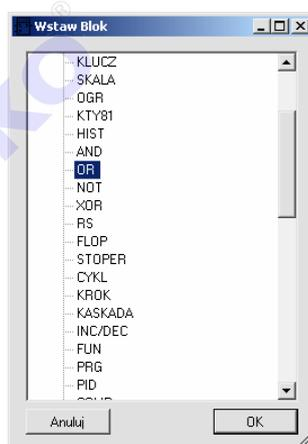 Wstaw Blok
KLUCZ
SKALA
OGR
KTY81
HIST
AND
OR
NOT
XOR
RS
FLOP
STOPER
CYKL
KROK
KASKADA
INC/DEC
FUN
PRG
PID
Anuluj
OK